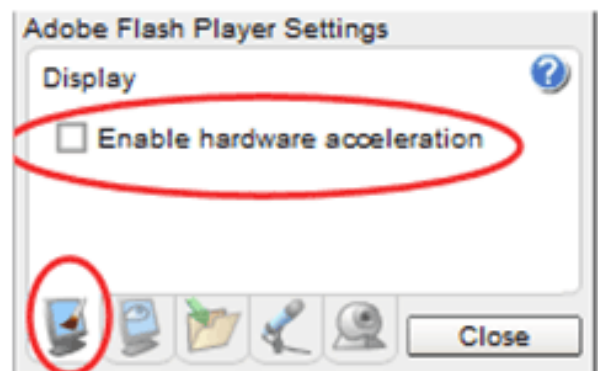 Adobe Flash Player Settings
Display
?
Enable hardware acceleration
Close